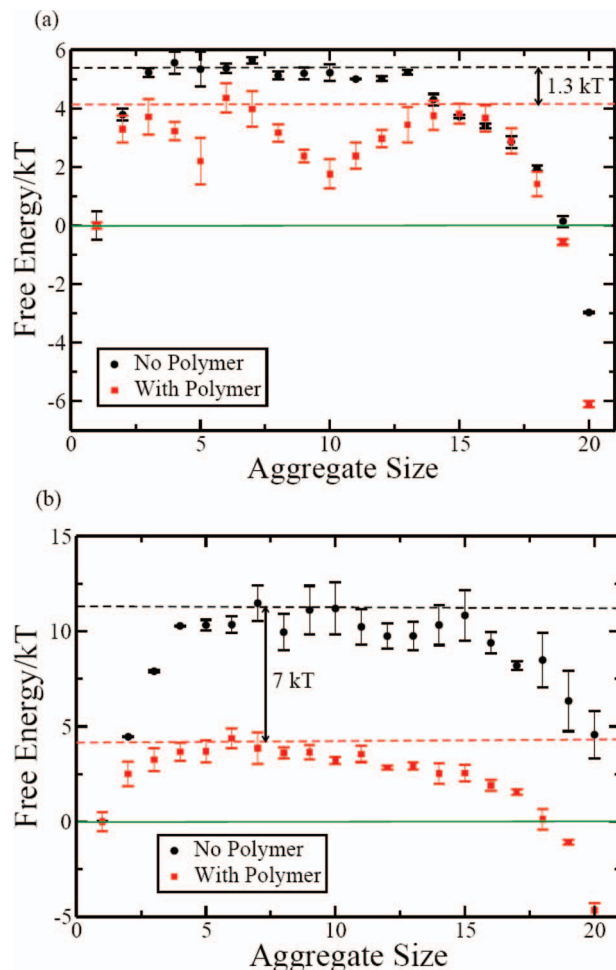 (a)
6
4
2
0
-2
-4
-6
Free Energy/kT
1.3 kT
No Polymer
With Polymer
0 5 10 15 20
Aggregate Size
(b)
15
10
5
0
-5
Free Energy/kT
7 kT
No Polymer
With Polymer
0 5 10 15 20
Aggregate Size